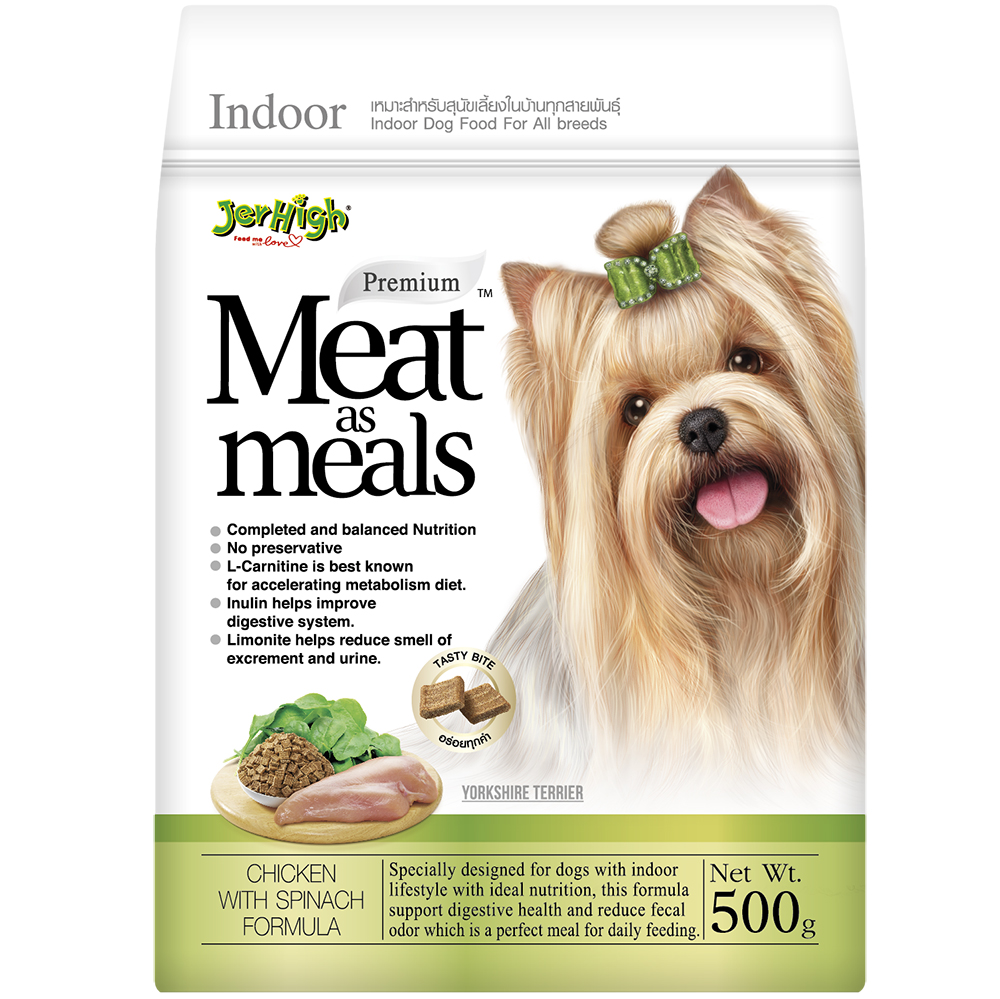 Indoor
เหมาะสำหรับสุนัขเลี้ยงในบ้านทุกสายพันธุ์
Indoor Dog Food For All breeds
JerHigh®
Feed me with love
Premium
Meat™
as
meals
Completed and balanced Nutrition
No preservative
L-Carnitine is best known
for accelerating metabolism diet.
Inulin helps improve
digestive system.
Limonite helps reduce smell of
excrement and urine.
TASTY BITE
อร่อยทุกคำ
YORKSHIRE TERRIER
CHICKEN
WITH SPINACH
FORMULA
Specially designed for dogs with indoor
lifestyle with ideal nutrition, this formula
support digestive health and reduce fecal
odor which is a perfect meal for daily feeding.
Net Wt.
500g